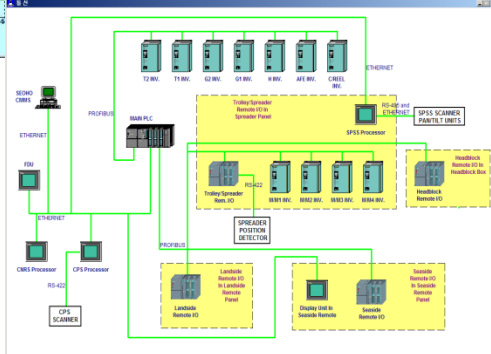 T2 INV.
T1 INV.
G2 INV.
G1 INV.
H INV.
AFE INV.
C/REEL
INV.
ETHERNET
SEOHO
CMMS
PROFIBUS
MAIN PLC
Trolley/Spreader
Remote I/O in
Spreader Panel
SPSS Processor
RS-485 and
ETHERNET
SPSS SCANNER
PAN/TILT UNITS
ETHERNET
FDU
Trolley/Spreader
Rem. I/O
RS-422
M/M1 INV.
M/M2 INV.
M/M3 INV.
M/M4 INV.
Headblock
Remote I/O
Headblock
Remote I/O in
Headblock Box
ETHERNET
SPREADER
POSITION
DETECTOR
PROFIBUS
CNRS Processor
CPS Processor
RS-422
CPS
SCANNER
Landside
Remote I/O
Landside
Remote I/O
In Landside
Remote
Panel
Display Unit In
Seaside Remote
Seaside
Remote I/O
Seaside
Remote I/O
In Seaside
Remote
Panel